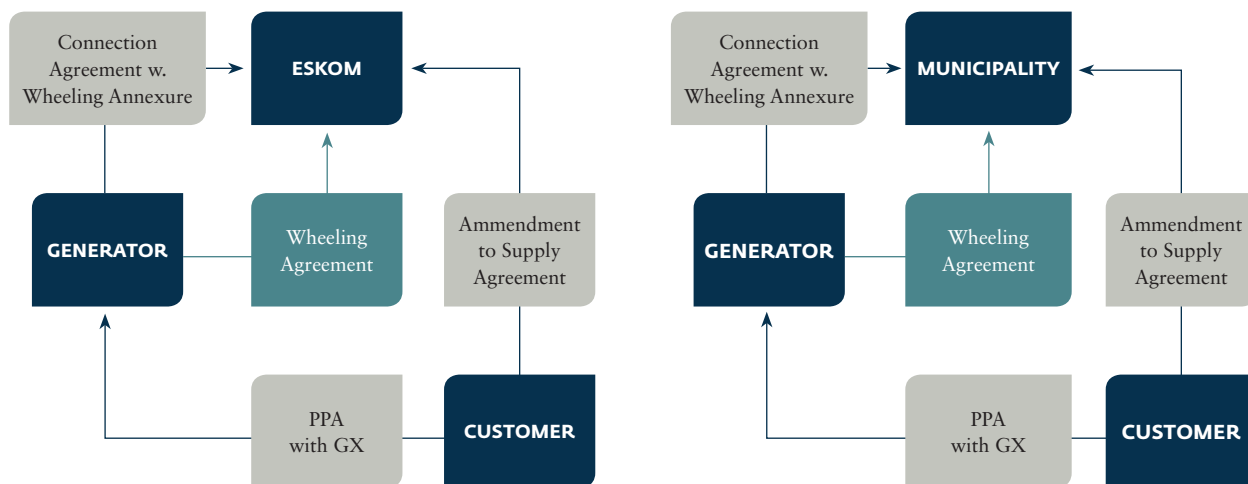 Connection
Agreement w.
Wheeling Annexure
ESKOM
GENERATOR
Wheeling
Agreement
Ammendment
to Supply
Agreement
PPA
with GX
CUSTOMER
Connection
Agreement w.
Wheeling Annexure
MUNICIPALITY
GENERATOR
Wheeling
Agreement
Ammendment
to Supply
Agreement
PPA
with GX
CUSTOMER